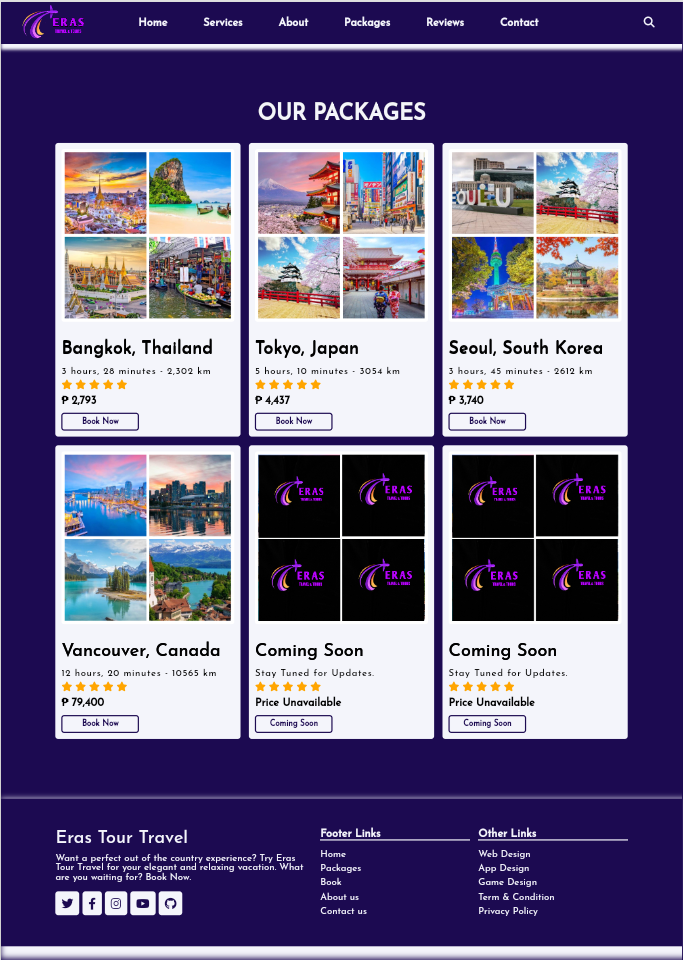 ERAS
TRAVEL & TOURS
Home Services About Packages Reviews Contact
OUR PACKAGES
Bangkok, Thailand
3 hours, 28 minutes - 2,302 km
₱ 2,793
Book Now
Tokyo, Japan
5 hours, 10 minutes - 3054 km
₱ 4,437
Book Now
Seoul, South Korea
3 hours, 45 minutes - 2612 km
₱ 3,740
Book Now
Vancouver, Canada
12 hours, 20 minutes - 10565 km
₱ 79,400
Book Now
ERAS
TRAVEL & TOURS
ERAS
TRAVEL & TOURS
ERAS
TRAVEL & TOURS
ERAS
TRAVEL & TOURS
Coming Soon
Stay Tuned for Updates.
Price Unavailable
Coming Soon
ERAS
TRAVEL & TOURS
ERAS
TRAVEL & TOURS
ERAS
TRAVEL & TOURS
ERAS
TRAVEL & TOURS
Coming Soon
Stay Tuned for Updates.
Price Unavailable
Coming Soon
Eras Tour Travel
Want a perfect out of the country experience? Try Eras
Tour Travel for your elegant and relaxing vacation. What
are you waiting for? Book Now.
Footer Links
Home
Packages
Book
About us
Contact us
Other Links
Web Design
App Design
Game Design
Term & Condition
Privacy Policy